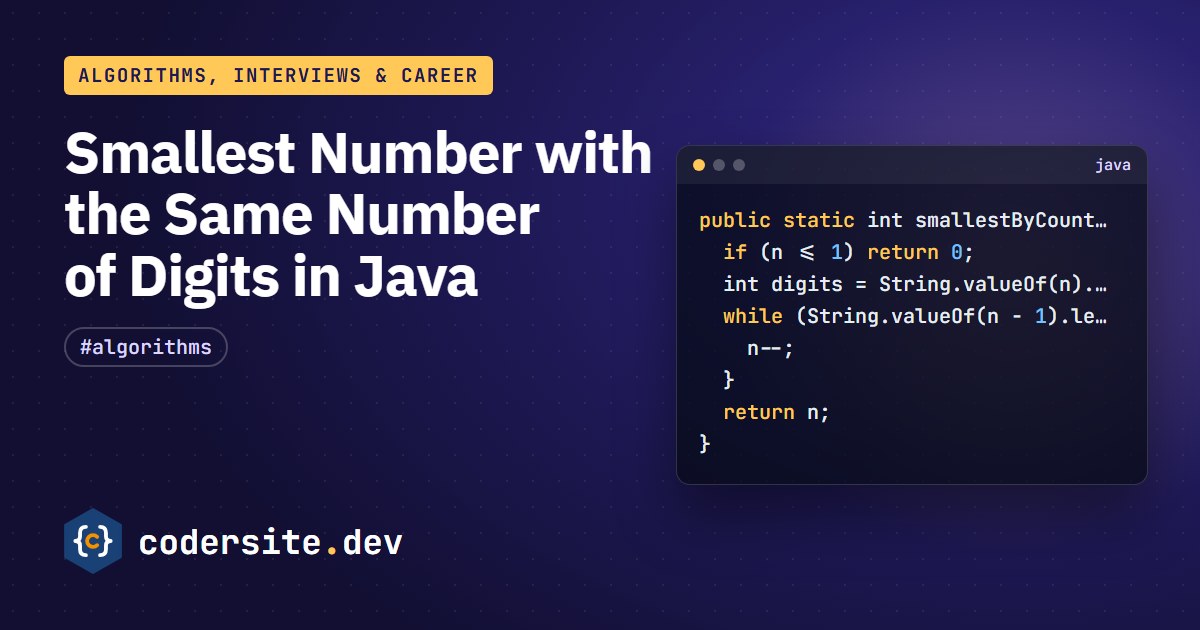 ALGORITHMS, INTERVIEWS & CAREER
Smallest Number with
the Same Number
of Digits in Java
#algorithms
java
public static int smallestByCount…
if (n <= 1) return 0;
int digits = String.valueOf(n).…
while (String.valueOf(n - 1).le…
n--;
}
return n;
}
{c}
codersite.dev